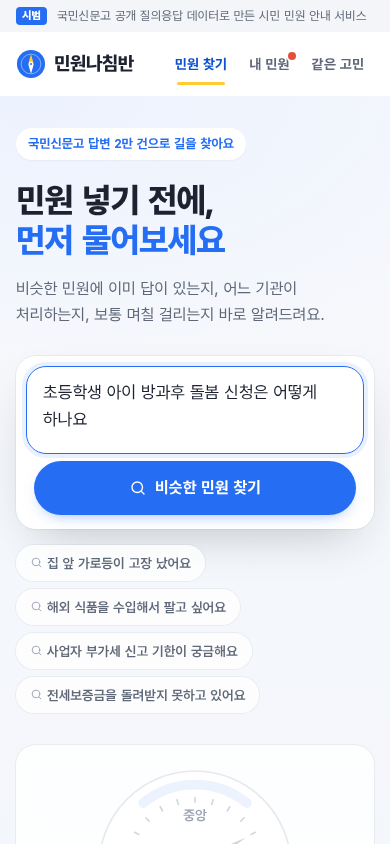 시범 국민신문고 공개 질의응답 데이터로 만든 시민 민원 안내 서비스
민원나침반 민원 찾기 내 민원 같은 고민
국민신문고 답변 2만 건으로 길을 찾아요
민원 넣기 전에,
먼저 물어보세요
비슷한 민원에 이미 답이 있는지, 어느 기관이
처리하는지, 보통 며칠 걸리는지 바로 알려드려요.
초등학생 아이 방과후 돌봄 신청은 어떻게
하나요
비슷한 민원 찾기
집 앞 가로등이 고장 났어요
해외 식품을 수입해서 팔고 싶어요
사업자 부가세 신고 기한이 궁금해요
전세보증금을 돌려받지 못하고 있어요
중앙